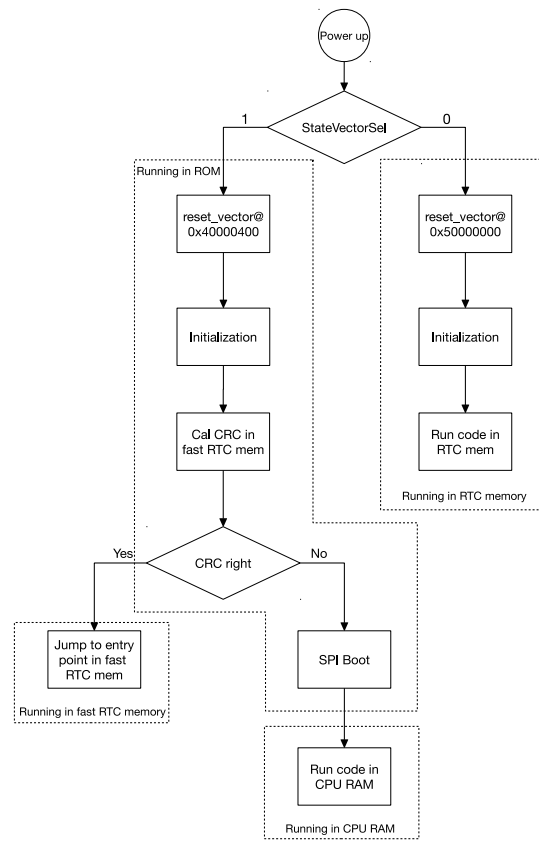 Power up
StateVectorSel
1
0
Running in ROM
reset_vector@
0x40000400
reset_vector@
0x50000000
Initialization
Initialization
Cal CRC in
fast RTC mem
Run code in
RTC mem
Running in RTC memory
Yes
CRC right
No
Jump to entry
point in fast
RTC mem
SPI Boot
Running in fast RTC memory
Run code in
CPU RAM
Running in CPU RAM